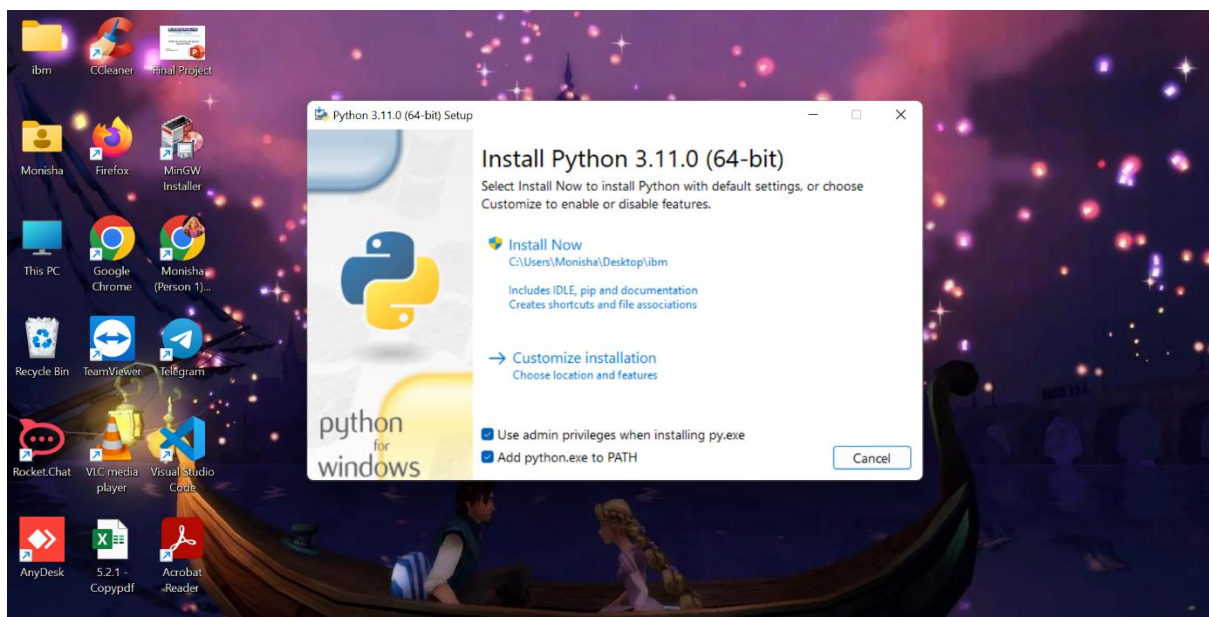 ibm
CCleaner
Final Project
Monisha
Firefox
MinGW
Installer
This PC
Google
Chrome
Monisha
(Person 1)...
Recycle Bin
TeamViewer
Telegram
Rocket.Chat
VLC media
player
Visual Studio
Code
AnyDesk
5.2.1 -
Copypdf
Acrobat
Reader
Python 3.11.0 (64-bit) Setup
Install Python 3.11.0 (64-bit)
Select Install Now to install Python with default settings, or choose
Customize to enable or disable features.
Install Now
C:\Users\Monisha\Desktop\ibm
Includes IDLE, pip and documentation
Creates shortcuts and file associations
Customize installation
Choose location and features
python
for
windows
Use admin privileges when installing py.exe
Add python.exe to PATH
Cancel